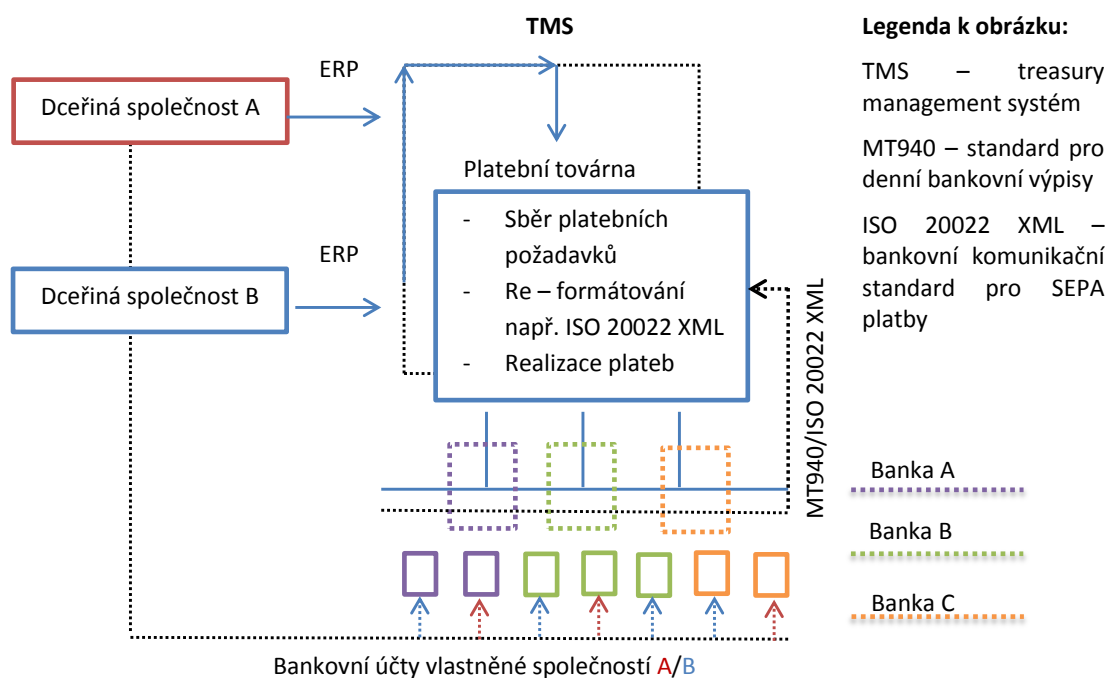 TMS
ERP
Dceřiná společnost A
Platební továrna
- Sběr platebních
požadavků
- Re – formátování
např. ISO 20022 XML
- Realizace plateb
ERP
Dceřiná společnost B
MT940/ISO 20022 XML
Bankovní účty vlastněné společností A/B
Legenda k obrázku:
TMS – treasury
management systém
MT940 – standard pro
denní bankovní výpisy
ISO 20022 XML –
bankovní komunikační
standard pro SEPA
platby
Banka A
Banka B
Banka C